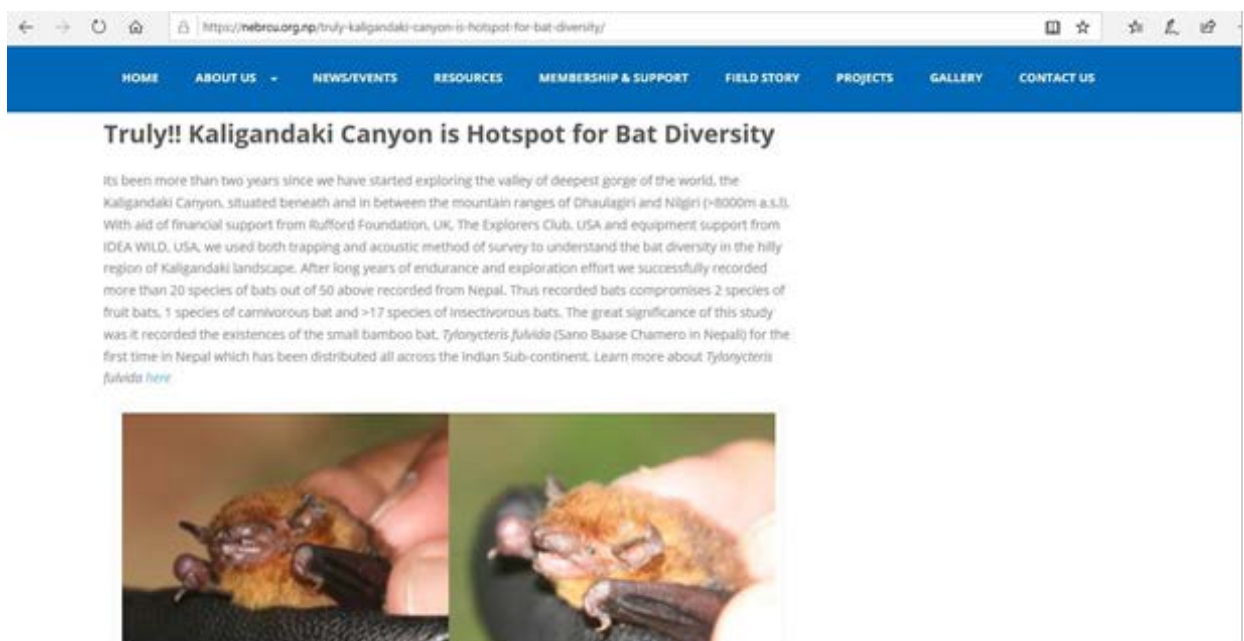 https://nebrcu.org.np/truly-kaligandaki-canyon-is-hotspot-for-bat-diversity/
HOME ABOUT US NEWS/EVENTS RESOURCES MEMBERSHIP & SUPPORT FIELD STORY PROJECTS GALLERY CONTACT US
Truly!! Kaligandaki Canyon is Hotspot for Bat Diversity
Its been more than two years since we have started exploring the valley of deepest gorge of the world, the
Kaligandaki Canyon, situated beneath and in between the mountain ranges of Dhaulagiri and Nilgiri (>8000m a.s.l).
With aid of financial support from Rufford Foundation, UK, The Explorers Club, USA and equipment support from
IDEA WILD, USA, we used both trapping and acoustic method of survey to understand the bat diversity in the hilly
region of Kaligandaki landscape. After long years of endurance and exploration effort we successfully recorded
more than 20 species of bats out of 50 above recorded from Nepal. Thus recorded bats compromises 2 species of
fruit bats, 1 species of carnivorous bat and >17 species of Insectivorous bats. The great significance of this study
was it recorded the existences of the small bamboo bat, Tylonycteris fulvida (Sano Baase Chamero in Nepali) for the
first time in Nepal which has been distributed all across the Indian Sub-continent. Learn more about Tylonycteris
fulvida here